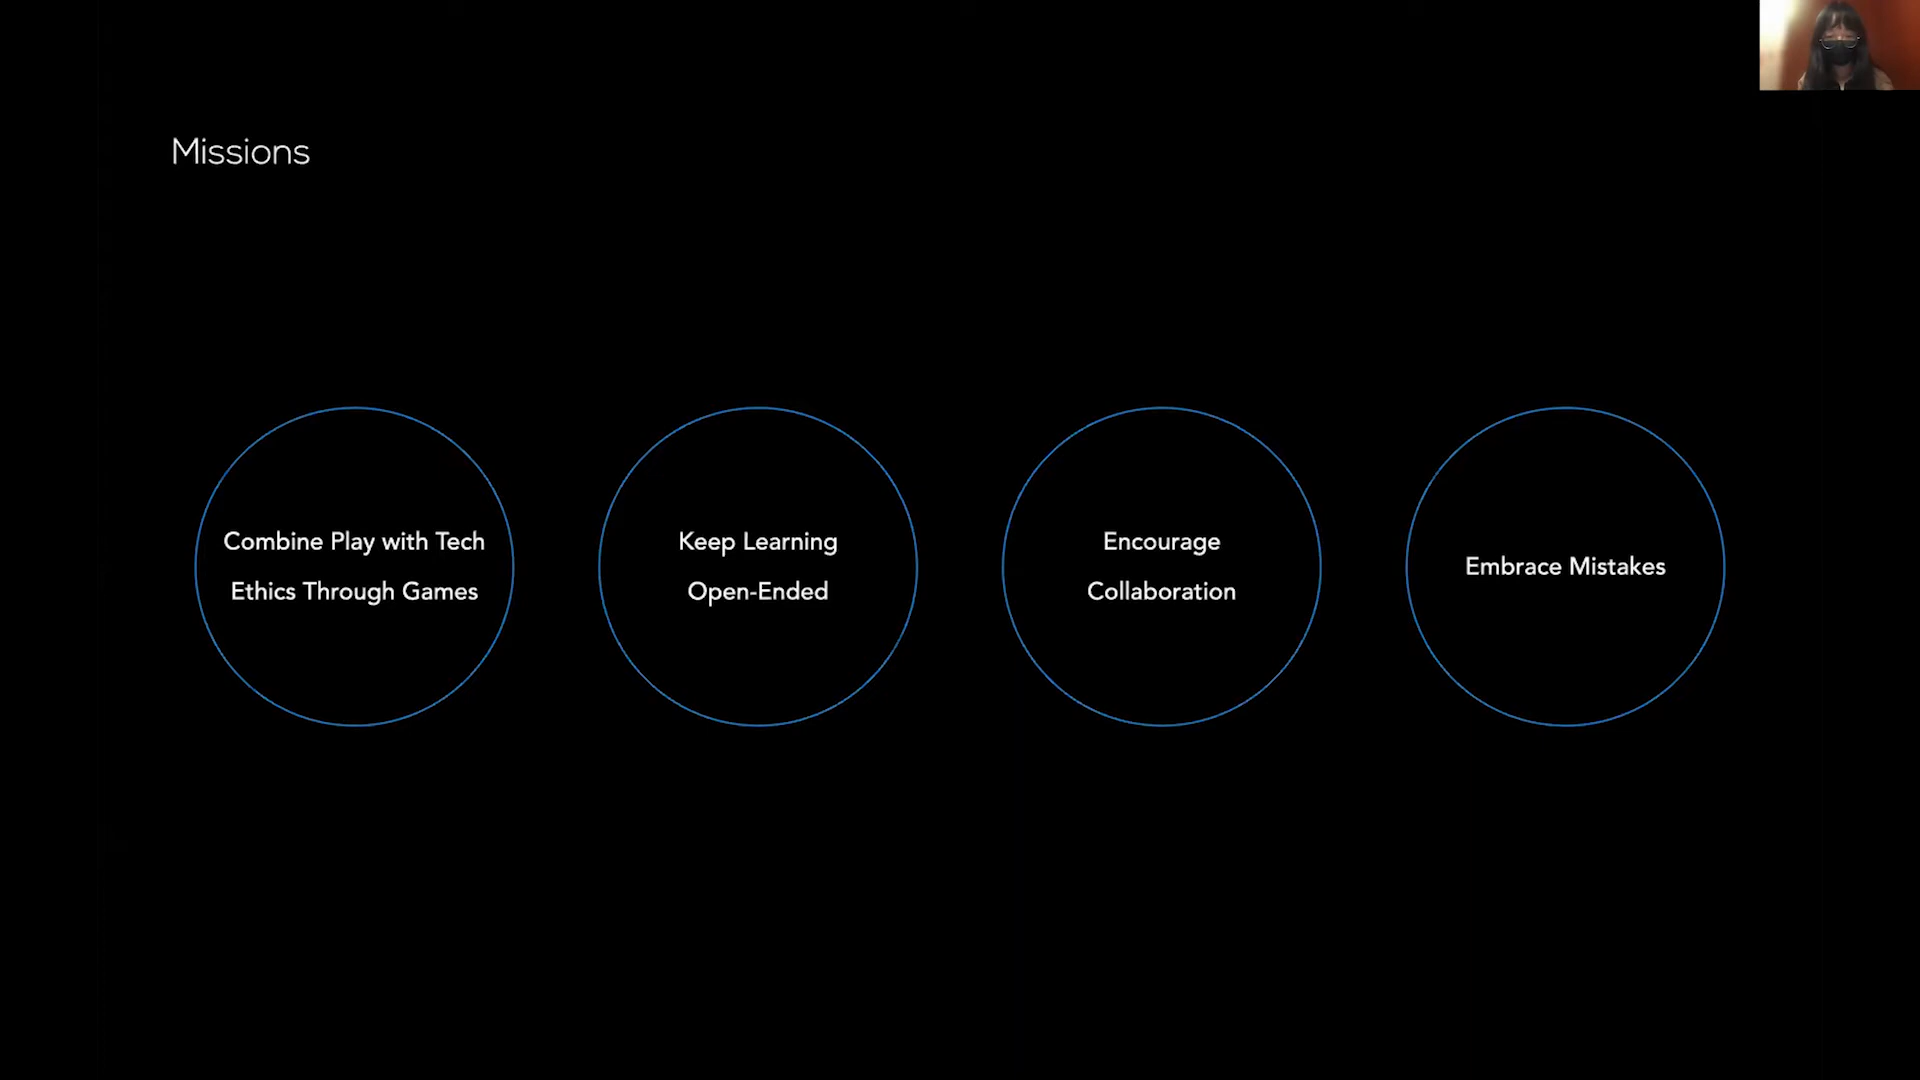 Missions
Combine Play with Tech
Ethics Through Games
Keep Learning
Open-Ended
Encourage
Collaboration
Embrace Mistakes